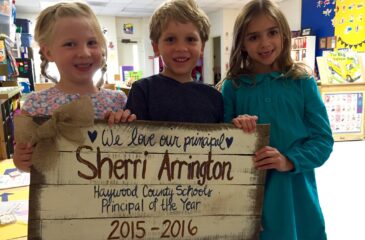 We love our principal
Sherri Arrington
Haywood County Schools
Principal of the Year
2015-2016